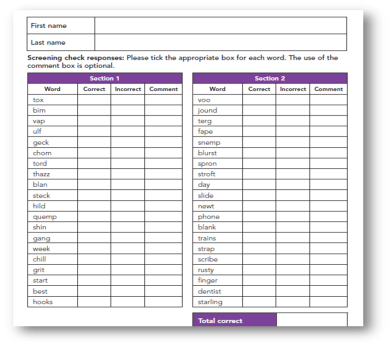 First name
Last name
Screening check responses: Please tick the appropriate box for each word. The use of the
comment box is optional.
Section 1
Word Correct Incorrect Comment
tox
bim
vap
ulf
geck
chom
tord
thazz
blan
steck
hild
quemp
shin
gang
week
chill
grit
start
best
hooks
Section 2
Word Correct Incorrect Comment
voo
jound
terg
fape
snemp
blurst
spron
stroft
day
slide
newt
phone
blank
trains
strap
scribe
rusty
finger
dentist
starling
Total correct